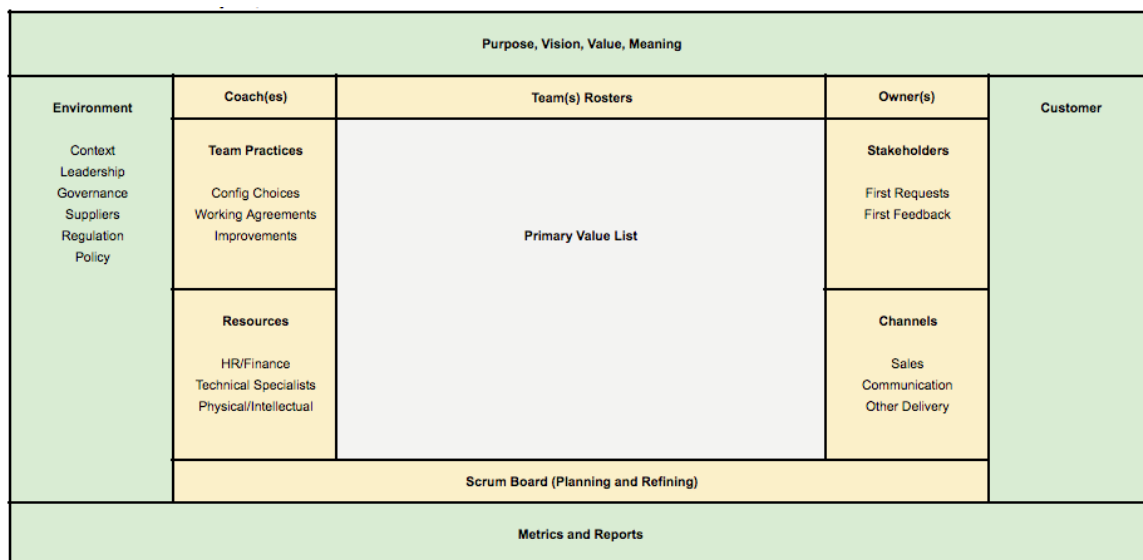 Purpose, Vision, Value, Meaning
Environment
Context
Leadership
Governance
Suppliers
Regulation
Policy
Coach(es)
Team(s) Rosters
Owner(s)
Customer
Team Practices
Config Choices
Working Agreements
Improvements
Primary Value List
Stakeholders
First Requests
First Feedback
Resources
HR/Finance
Technical Specialists
Physical/Intellectual
Channels
Sales
Communication
Other Delivery
Scrum Board (Planning and Refining)
Metrics and Reports